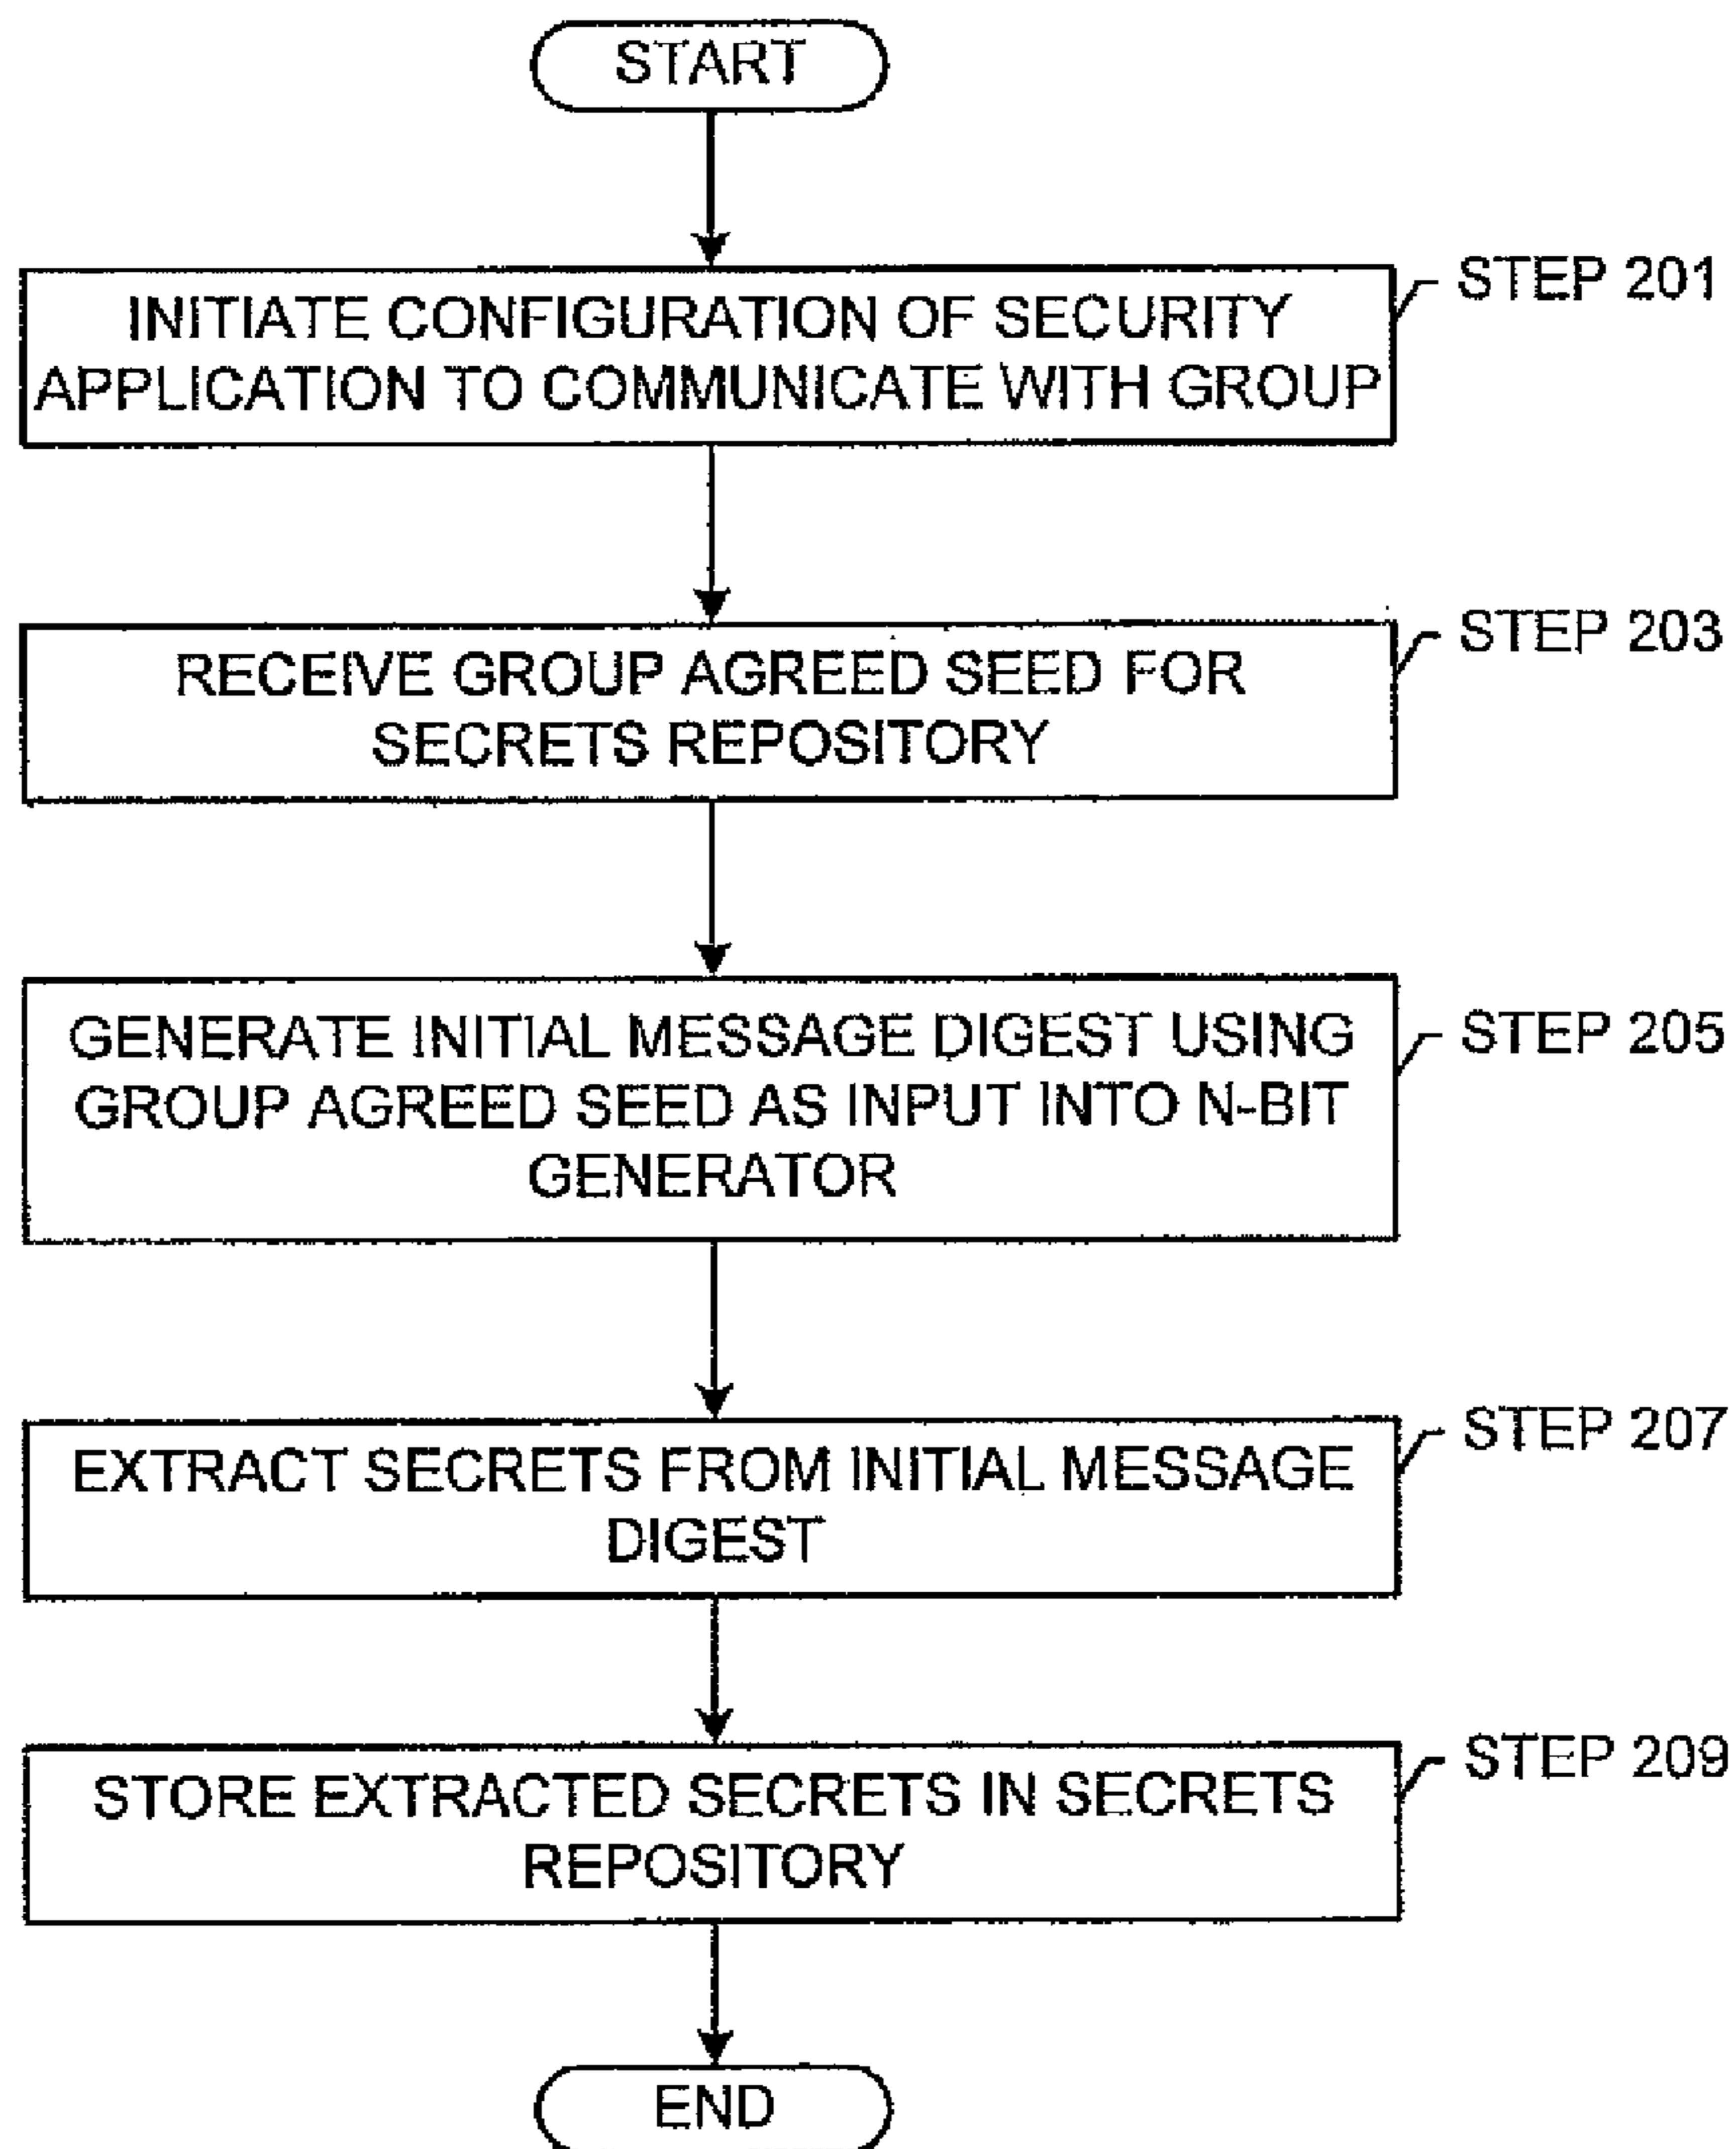 START
STEP 201
INITIATE CONFIGURATION OF SECURITY
APPLICATION TO COMMUNICATE WITH GROUP
STEP 203
RECEIVE GROUP AGREED SEED FOR
SECRETS REPOSITORY
STEP 205
GENERATE INITIAL MESSAGE DIGEST USING
GROUP AGREED SEED AS INPUT INTO N-BIT
GENERATOR
STEP 207
EXTRACT SECRETS FROM INITIAL MESSAGE
DIGEST
STEP 209
STORE EXTRACTED SECRETS IN SECRETS
REPOSITORY
END